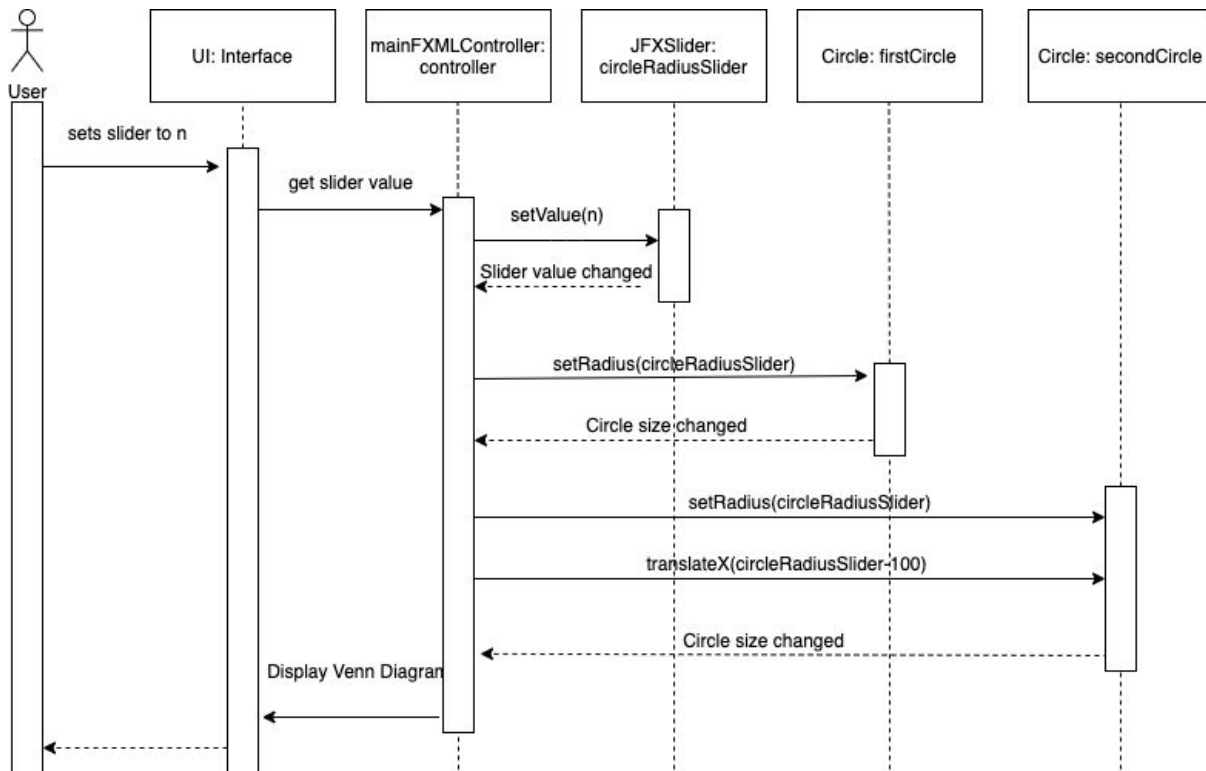 UI: Interface
mainFXMLController:
controller
JFXSlider:
circleRadiusSlider
Circle: firstCircle
Circle: secondCircle
User
sets slider to n
get slider value
setValue(n)
Slider value changed
setRadius(circleRadiusSlider)
Circle size changed
setRadius(circleRadiusSlider)
translateX(circleRadiusSlider-100)
Circle size changed
Display Venn Diagram